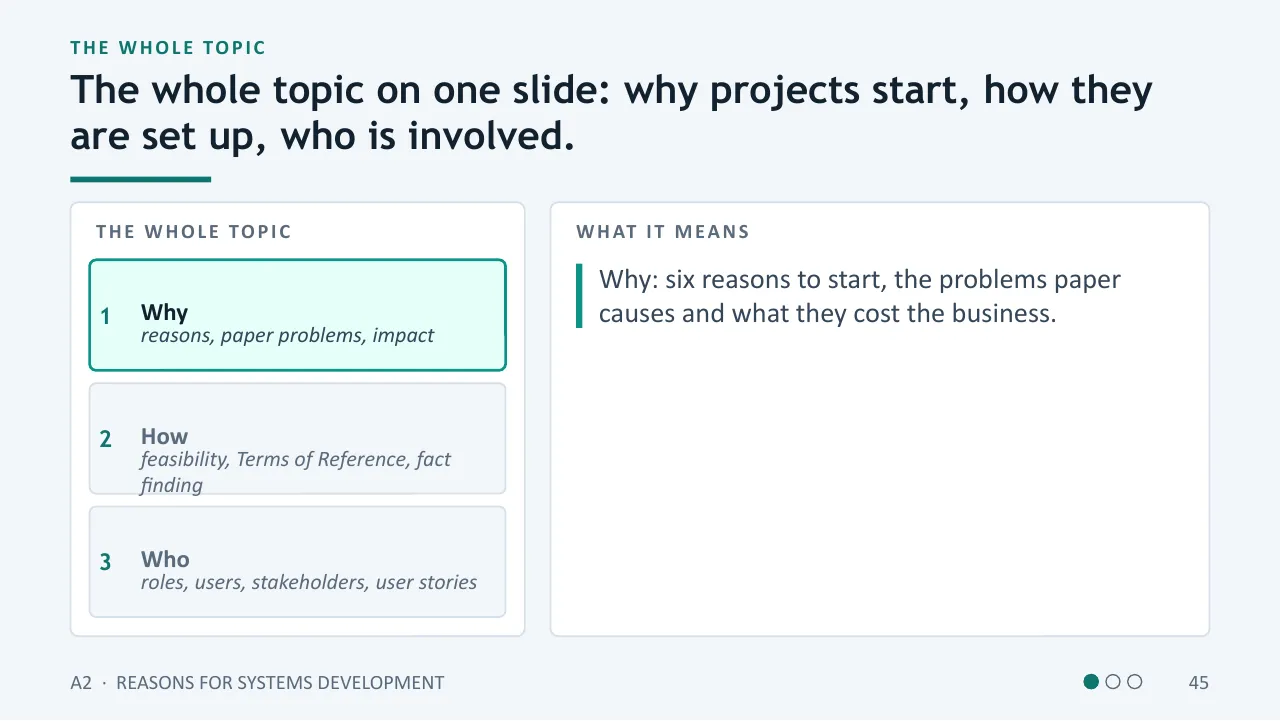 THE WHOLE TOPIC
The whole topic on one slide: why projects start, how they
are set up, who is involved.
THE WHOLE TOPIC
1
Why
reasons, paper problems, impact
2
How
feasibility, Terms of Reference, fact
finding
3
Who
roles, users, stakeholders, user stories
WHAT IT MEANS
Why: six reasons to start, the problems paper
causes and what they cost the business.
A2 · REASONS FOR SYSTEMS DEVELOPMENT
45